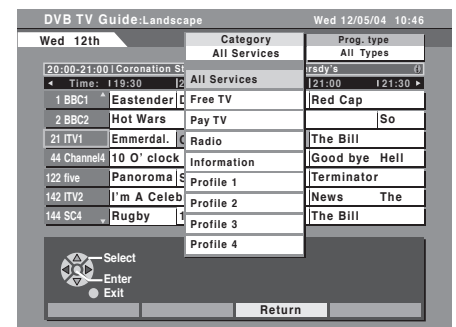 DVB TV Guide:Landscape Wed 12/05/04 10:46
Wed 12th Category Prog. type
All Services All Types
20:00-21:00 Coronation St rsdy's
Time: 19:30 21:00 21:30
All Services
1 BBC1 Eastender Free TV Red Cap
2 BBC2 Hot Wars Pay TV So
21 ITV1 Emmerdal. Radio The Bill
44 Channel4 10 O' clock Information Good bye Hell
122 five Panoroma S Profile 1 Terminator
142 ITV2 I'm A Celeb Profile 2 News The
144 SC4 Rugby 1 Profile 3 The Bill
Profile 4
Select
Enter
Exit
Return